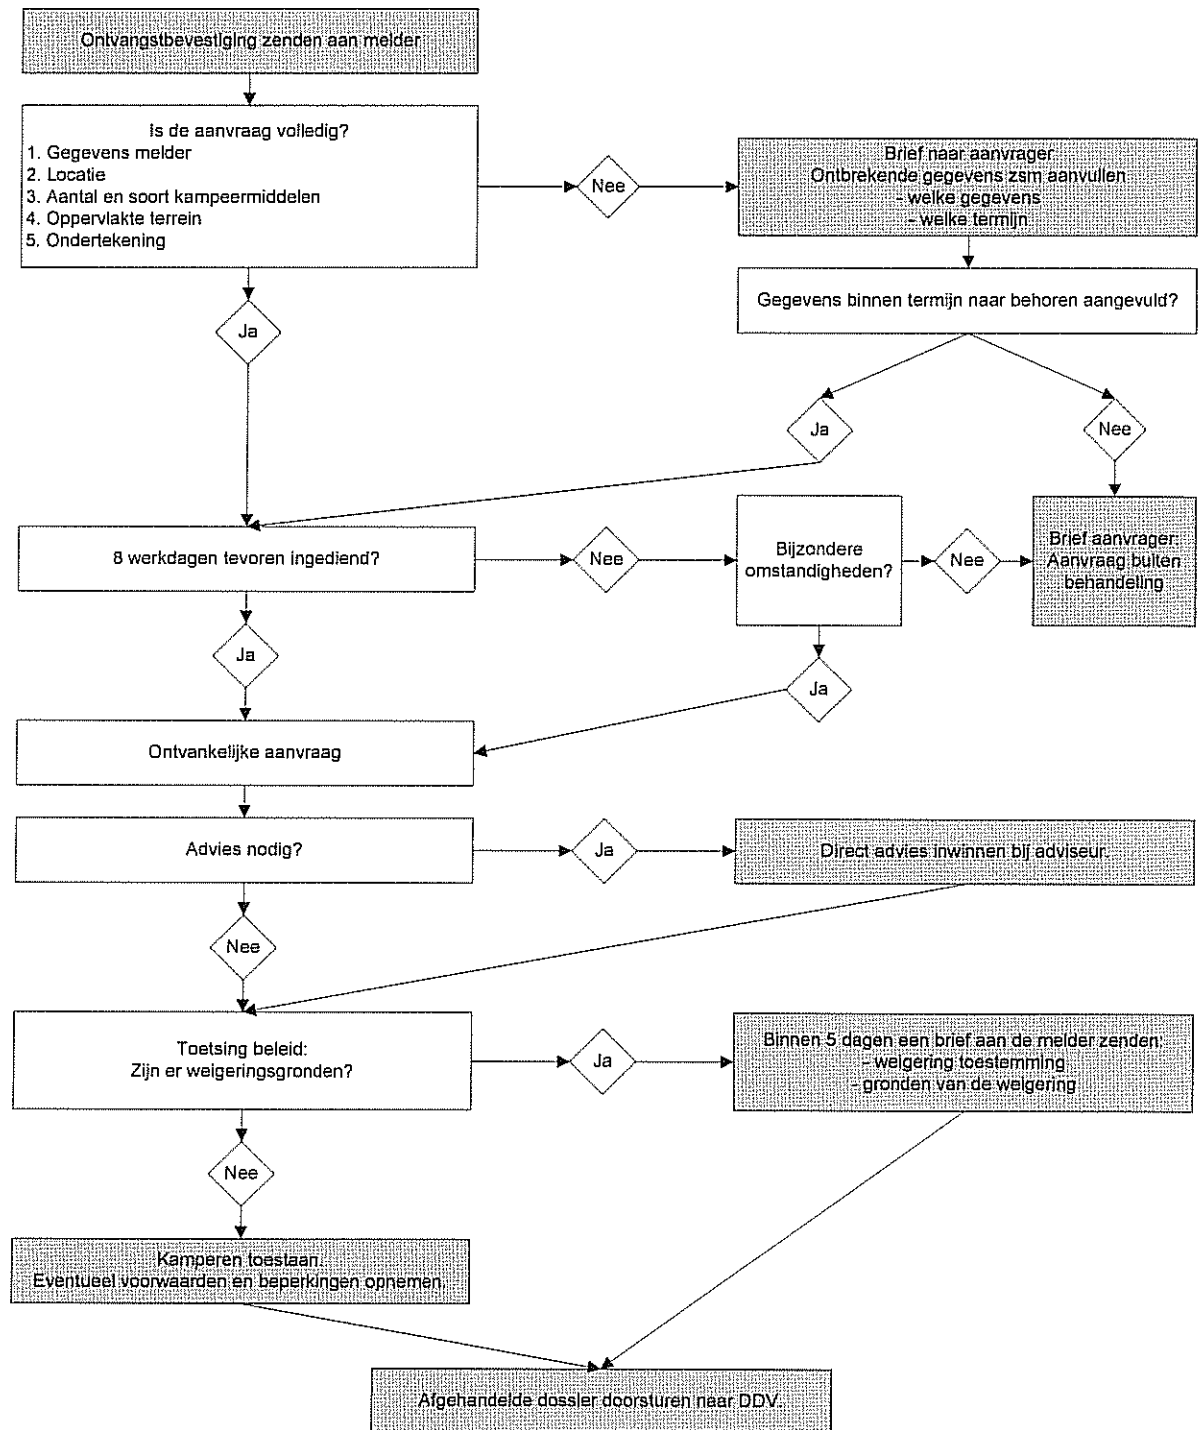 Ontvangstbevestiging zenden aan melder
Is de aanvraag volledig?
1. Gegevens melder
2. Locatie
3. Aantal en soort kampeermiddelen
4. Oppervlakte terrein
5. Ondertekening
Nee
Brief naar aanvrager
Ontbrekende gegevens zsm aanvullen
- welke gegevens
- welke termijn
Ja
Gegevens binnen termijn naar behoren aangevuld?
Ja
Nee
8 werkdagen tevoren ingediend?
Nee
Bijzondere
omstandigheden?
Nee
Brief aanvrager:
Aanvraag buiten
behandeling
Ja
Ja
Ontvankelijke aanvraag
Advies nodig?
Ja
Direct advies inwinnen bij adviseur.
Nee
Toetsing beleid:
Zijn er weigeringsgronden?
Ja
Binnen 5 dagen een brief aan de melder zenden:
- weigering toestemming
- gronden van de weigering
Nee
Kamperen toestaan.
Eventueel voorwaarden en beperkingen opnemen
Afgehandelde dossier doorsturen naar DDV.